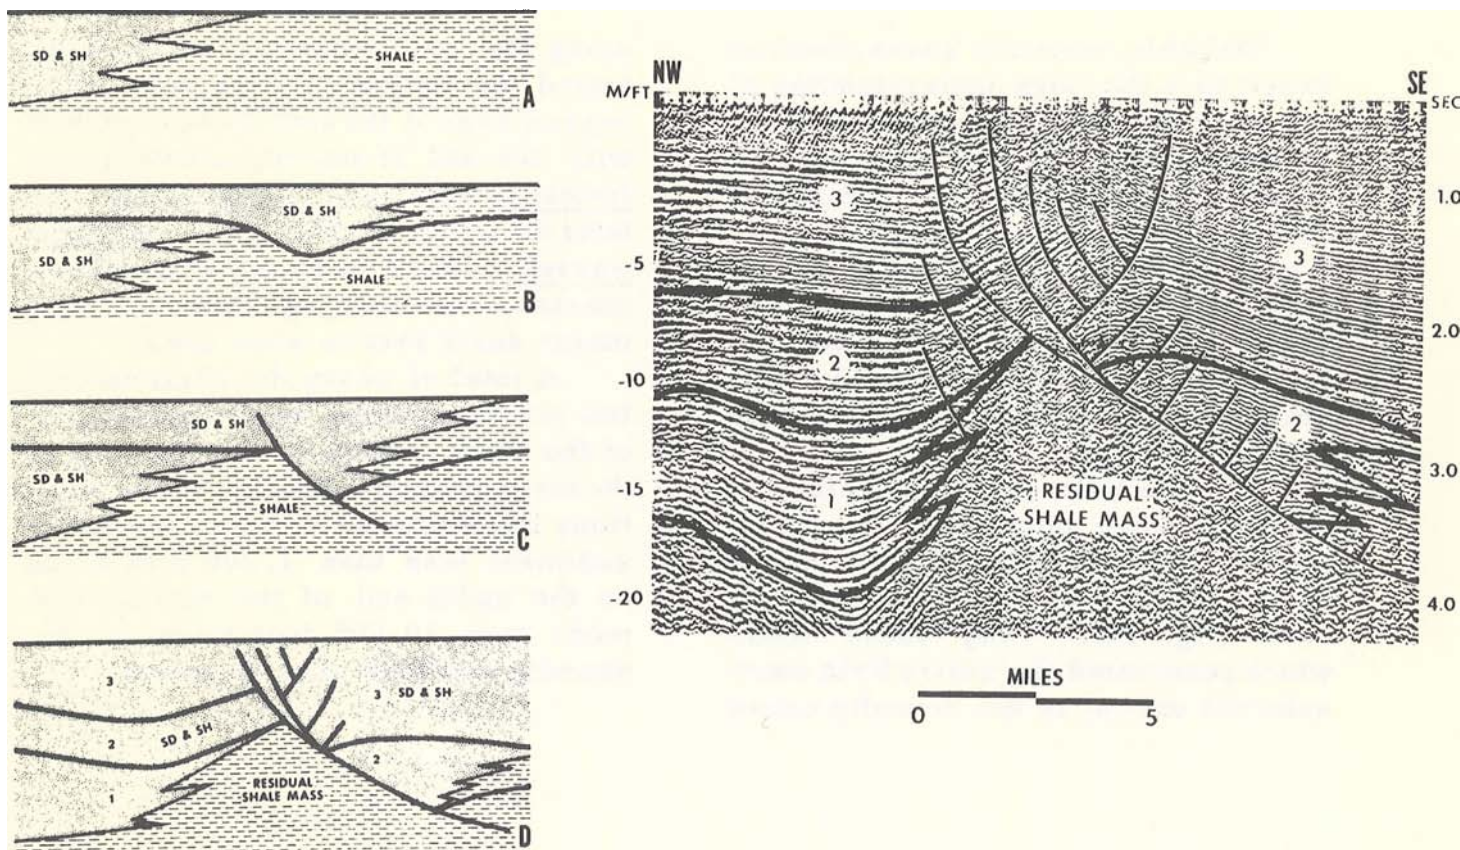 SD & SH
SHALE
A
SD & SH
SD & SH
SHALE
B
SD & SH
SD & SH
SHALE
C
3
3 SD & SH
2
SD & SH
2
1
RESIDUAL
SHALE MASS
D
NW
SE
M/FT
SEC
3
1.0
3
-5
2.0
2
-10
2
3.0
-15
1
RESIDUAL
SHALE MASS
-20
4.0
MILES
0
5